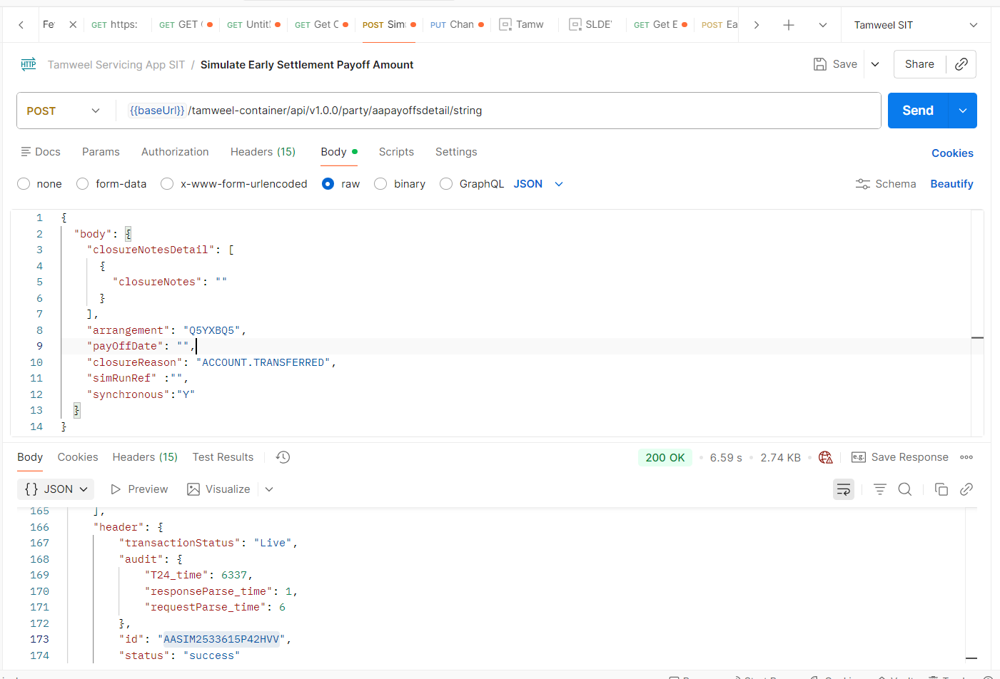 Fe
GET https:
GET GET
GET Untit
GET Get C
POST Sim
PUT Chan
Tamw
SLDE
GET Get E
POST Ea
Tamweel SIT
HTTP Tamweel Servicing App SIT / Simulate Early Settlement Payoff Amount
Save
Share
POST
{{baseUrl}} /tamweel-container/api/v1.0.0/party/aapayoffsdetail/string
Send
Docs Params Authorization Headers (15) Body Scripts Settings
Cookies
none form-data x-www-form-urlencoded raw binary GraphQL JSON
Schema Beautify
1 {
2 "body": {
3 "closureNotesDetail": [
4 {
5 "closureNotes": ""
6 }
7 ],
8 "arrangement": "Q5YXBQ5",
9 "payOffDate": "",
10 "closureReason": "ACCOUNT.TRANSFERRED",
11 "simRunRef" :"",
12 "synchronous":"Y"
13 }
14 }
Body Cookies Headers (15) Test Results
200 OK • 6.59 s • 2.74 KB •
e.g. Save Response
{} JSON Preview Visualize
165 ],
166 "header": {
167 "transactionStatus": "Live",
168 "audit": {
169 "T24_time": 6337,
170 "responseParse_time": 1,
171 "requestParse_time": 6
172 },
173 "id": "AASIM2533615P42HVV",
174 "status": "success"